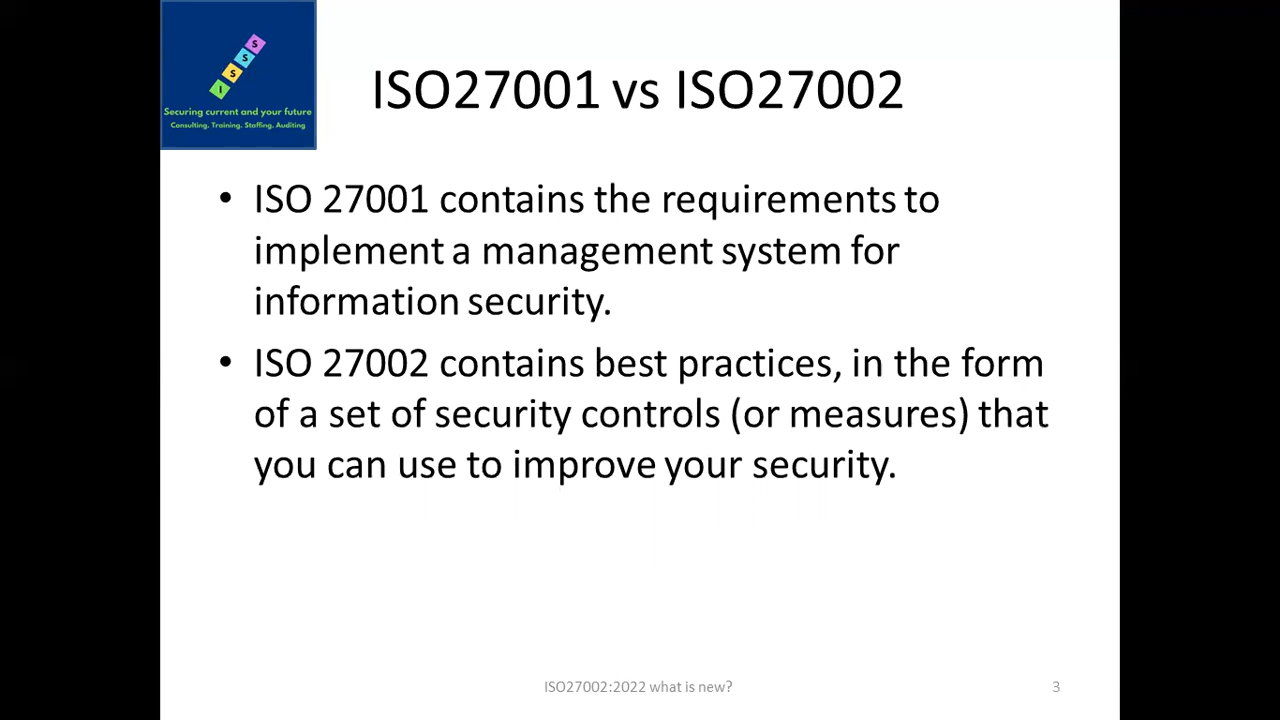 S
S
S
I
Securing current and your future
Consulting. Training. Staffing. Auditing
ISO27001 vs ISO27002
• ISO 27001 contains the requirements to
implement a management system for
information security.
• ISO 27002 contains best practices, in the form
of a set of security controls (or measures) that
you can use to improve your security.
ISO27002:2022 what is new?
3